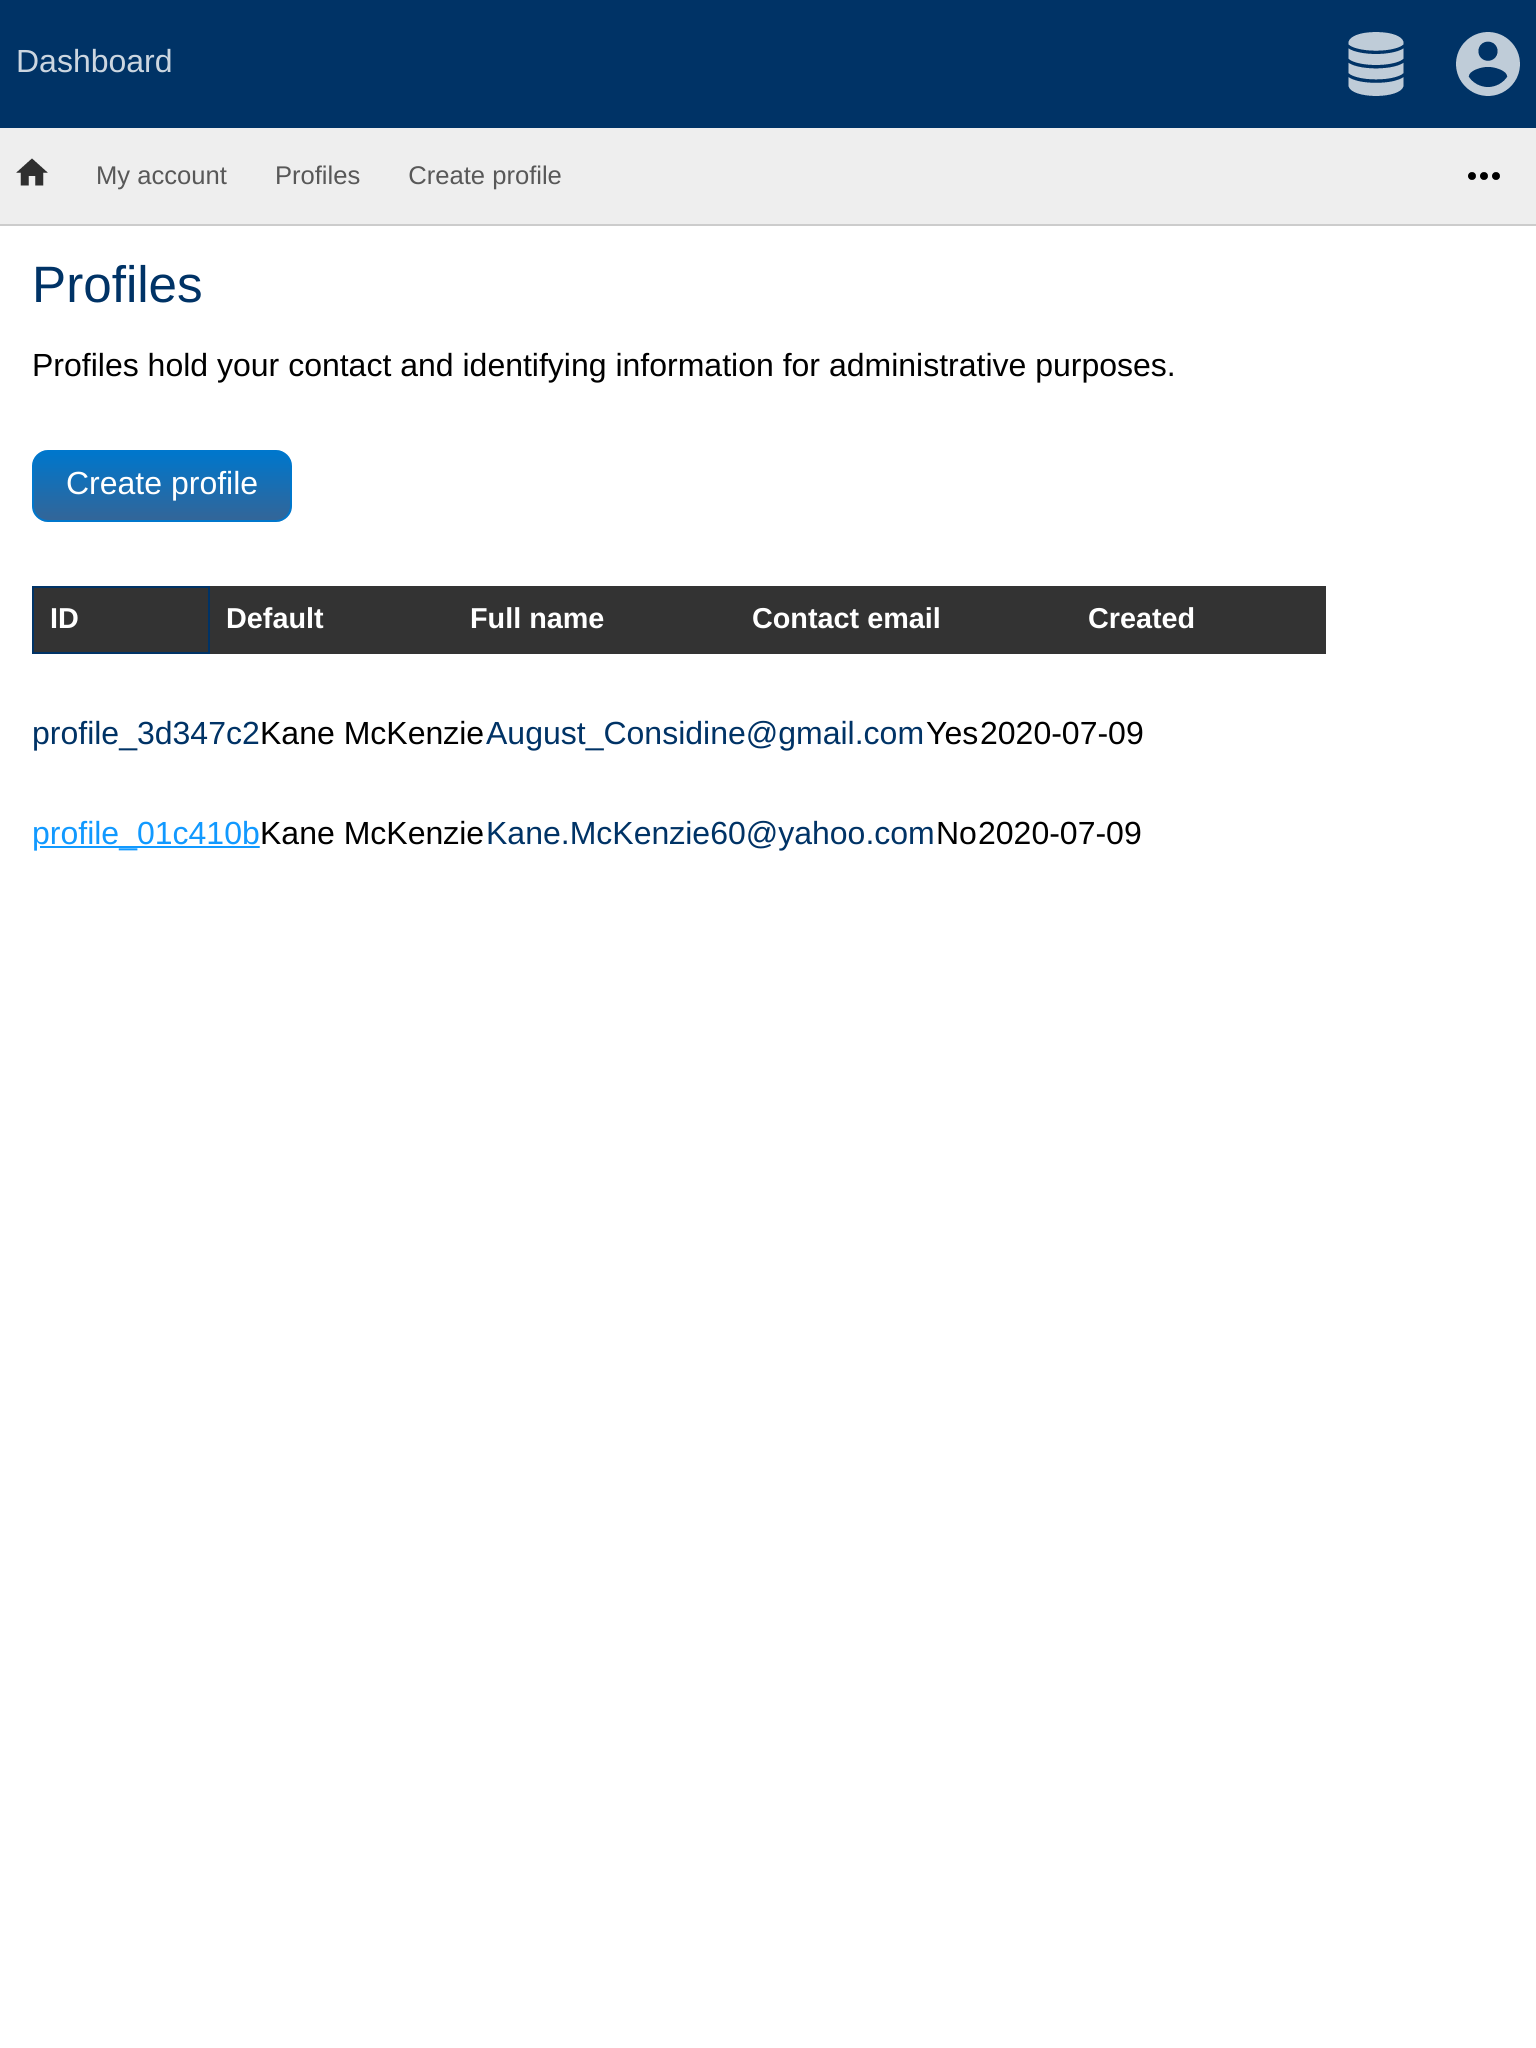 Dashboard
My account Profiles Create profile
Profiles
Profiles hold your contact and identifying information for administrative purposes.
Create profile
ID Default Full name Contact email Created
profile_3d347c2Kane McKenzieAugust_Considine@gmail.comYes2020-07-09
profile_01c410bKane McKenzieKane.McKenzie60@yahoo.comNo2020-07-09